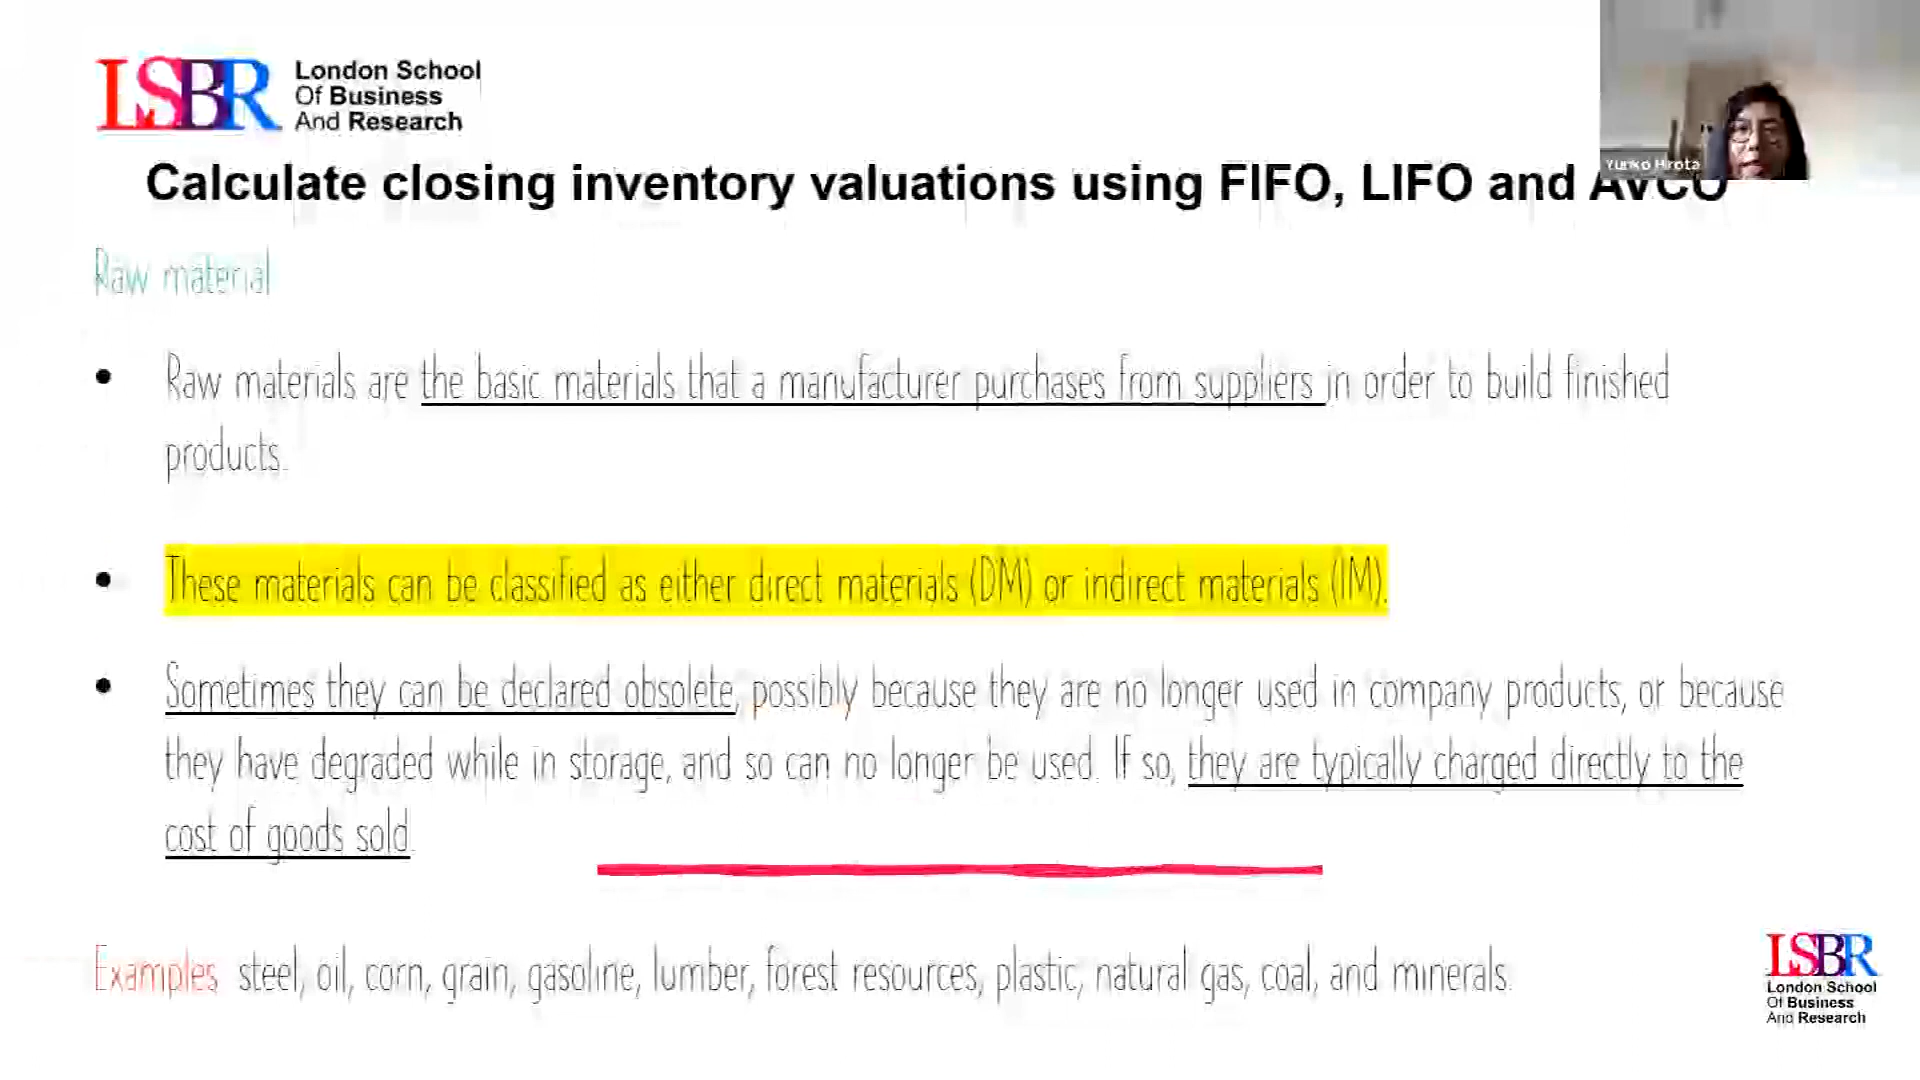 LSBR London School
Of Business
And Research
Yuriko Hirota
Calculate closing inventory valuations using FIFO, LIFO and AVCO
Raw material
• Raw materials are the basic materials that a manufacturer purchases from suppliers in order to build finished
products.
• These materials can be classified as either direct materials (DM) or indirect materials (IM).
• Sometimes they can be declared obsolete, possibly because they are no longer used in company products, or because
they have degraded while in storage, and so can no longer be used. If so, they are typically charged directly to the
cost of goods sold.
Examples: steel, oil, corn, grain, gasoline, lumber, forest resources, plastic, natural gas, coal, and minerals.
LSBR
London School
Of Business
And Research